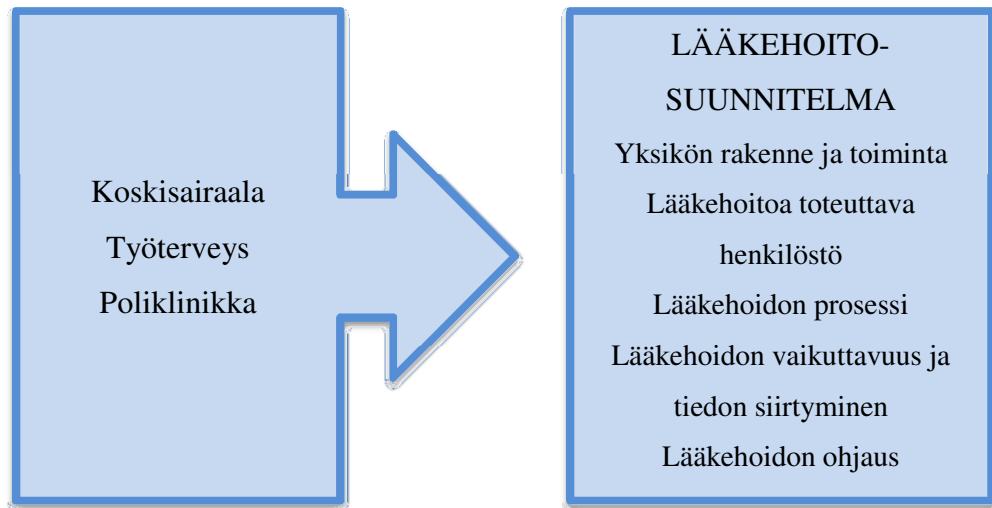 Koskisairaala
Työterveys
Poliklinikka
LÄÄKEHOITO-
SUUNNITELMA
Yksikön rakenne ja toiminta
Lääkehoitoa toteuttava
henkilöstö
Lääkehoidon prosessi
Lääkehoidon vaikuttavuus ja
tiedon siirtyminen
Lääkehoidon ohjaus